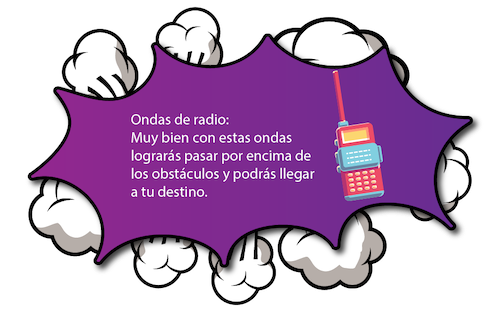 Ondas de radio:
Muy bien con estas ondas
lograrás pasar por encima de
los obstáculos y podrás llegar
a tu destino.